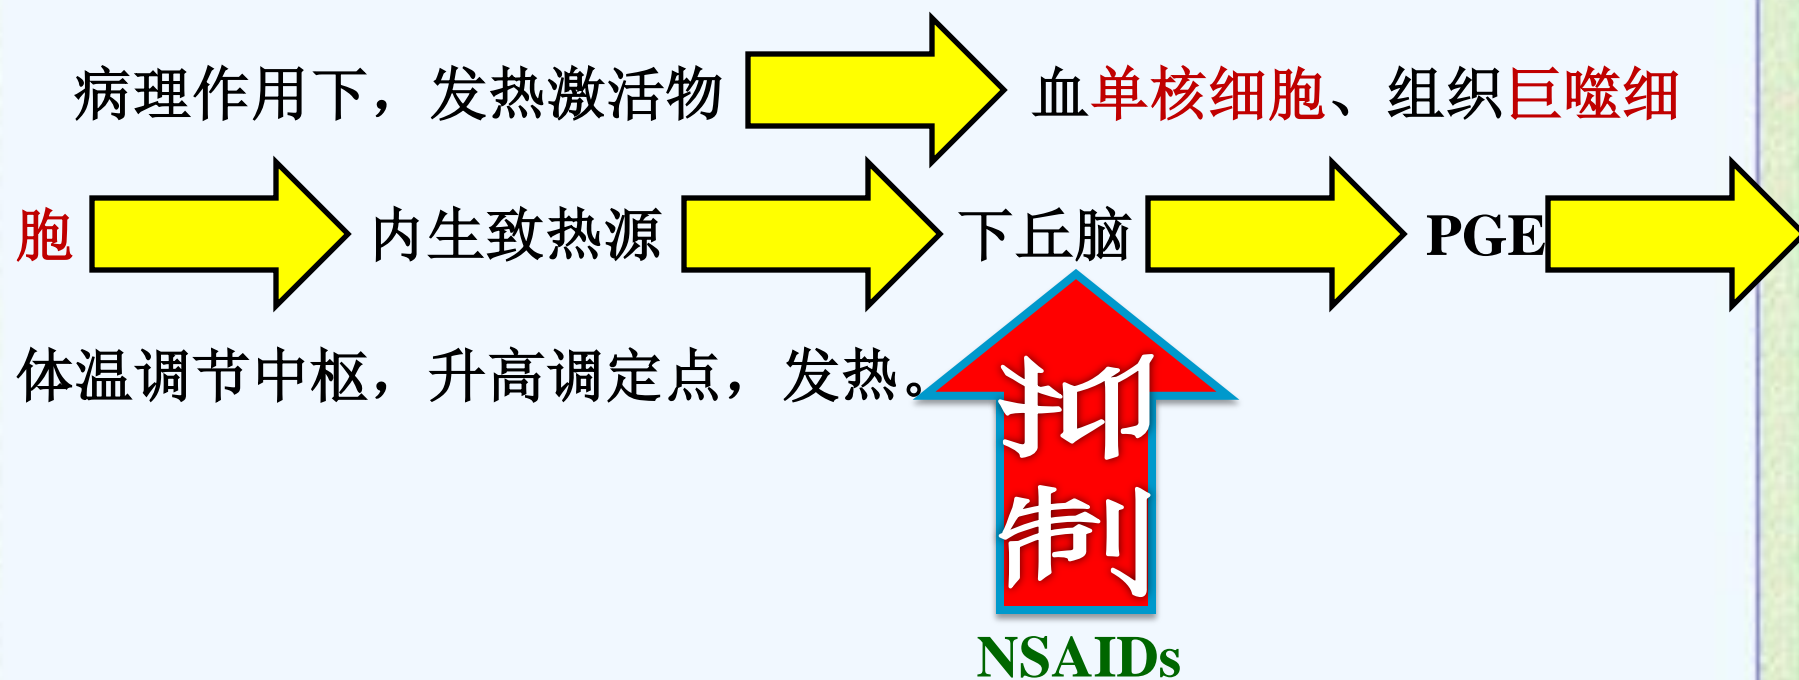 病理作用下，发热激活物 血单核细胞、组织巨噬细
胞 内生致热源 下丘脑 PGE
体温调节中枢，升高调定点，发热。
抑
制
NSAIDs